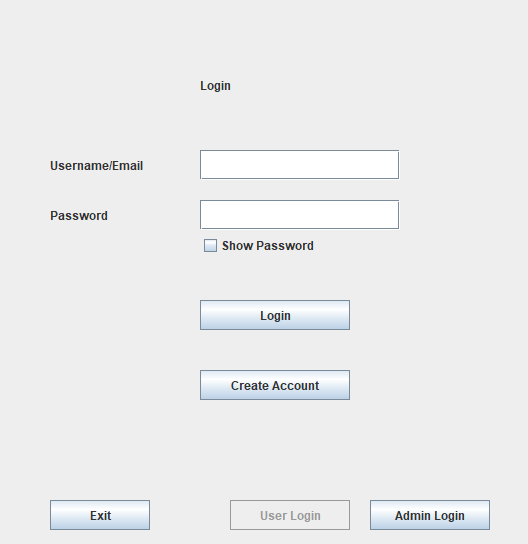 Login
Username/Email
Password
Show Password
Login
Create Account
Exit User Login Admin Login